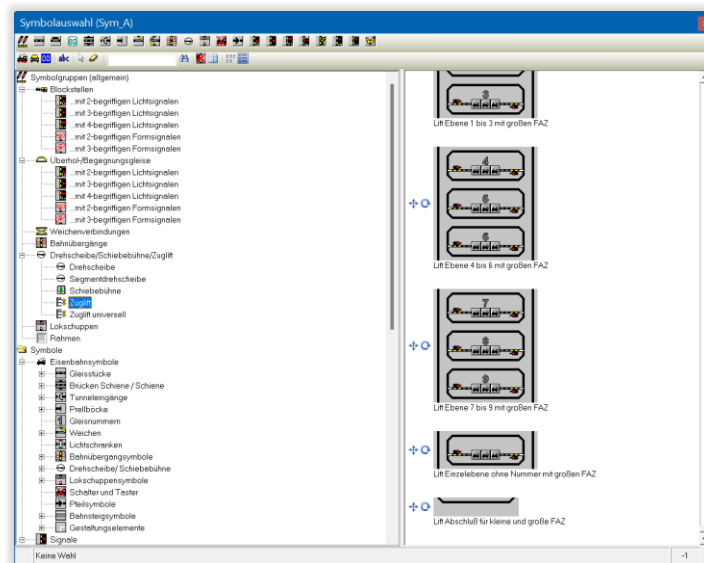 Symbolauswahl (Sym_A)
abc
Symbolgruppen (allgemein)
Blockstellen
...mit 2-begriffigen Lichtsignalen
...mit 3-begriffigen Lichtsignalen
...mit 4-begriffigen Lichtsignalen
...mit 2-begriffigen Formsignalen
...mit 3-begriffigen Formsignalen
Überhol-/Begegnungsgleise
...mit 2-begriffigen Lichtsignalen
...mit 3-begriffigen Lichtsignalen
...mit 4-begriffigen Lichtsignalen
...mit 2-begriffigen Formsignalen
...mit 3-begriffigen Formsignalen
Weichenverbindungen
Bahnübergänge
Drehscheibe/Schiebebühne/Zuglift
Drehscheibe
Segmentdrehscheibe
Schiebebühne
Zuglift
Zuglift universell
Lokschuppen
Rahmen
Symbole
Eisenbahnsymbole
Gleisstücke
Brücken Schiene / Schiene
Tunneleingänge
Prellböcke
Gleisnummern
Weichen
Lichtschranken
Bahnübergangsymbole
Drehscheibe/ Schiebebühne
Lokschuppensymbole
Schalter und Taster
Pfeilsymbole
Bahnsteigsymbole
Gestaltungselemente
Signale
3
Lift Ebene 1 bis 3 mit großen FAZ
4
5
6
Lift Ebene 4 bis 6 mit großen FAZ
7
8
9
Lift Ebene 7 bis 9 mit großen FAZ
Lift Einzelebene ohne Nummer mit großen FAZ
Lift Abschluß für kleine und große FAZ
Keine Wahl
-1